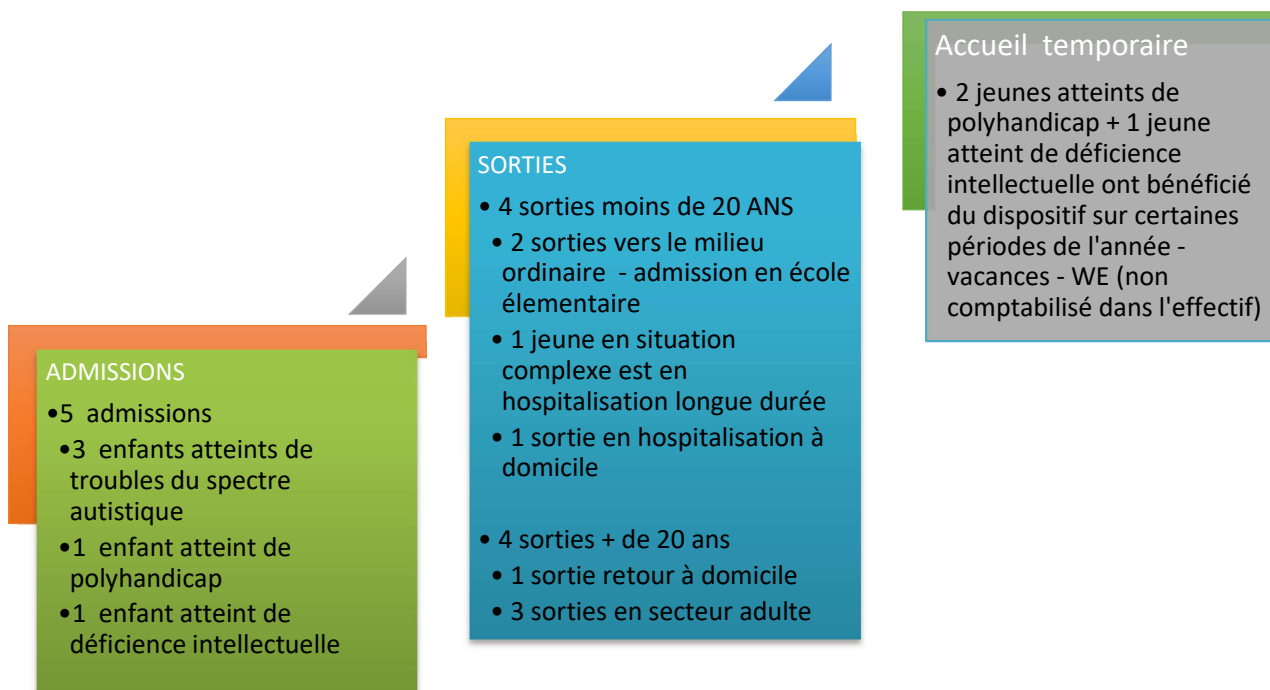 ADMISSIONS
•5 admissions
•3 enfants atteints de
troubles du spectre
autistique
•1 enfant atteint de
polyhandicap
•1 enfant atteint de
déficience intellectuelle
SORTIES
• 4 sorties moins de 20 ANS
• 2 sorties vers le milieu
ordinaire - admission en école
élementaire
• 1 jeune en situation
complexe est en
hospitalisation longue durée
• 1 sortie en hospitalisation à
domicile
• 4 sorties + de 20 ans
• 1 sortie retour à domicile
• 3 sorties en secteur adulte
Accueil temporaire
• 2 jeunes atteints de
polyhandicap + 1 jeune
atteint de déficience
intellectuelle ont bénéficié
du dispositif sur certaines
périodes de l'année -
vacances - WE (non
comptabilisé dans l'effectif)